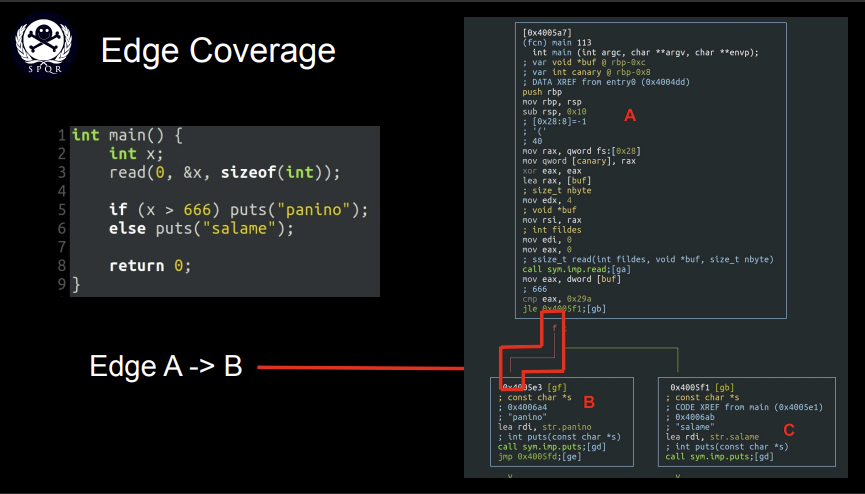 SPQR
Edge Coverage
1 int main() {
2 int x;
3 read(0, &x, sizeof(int));
4
5 if (x > 666) puts("panino");
6 else puts("salame");
7
8 return 0;
9 }
Edge A -> B
[0x4005a7]
(fcn) main 113
int main (int argc, char **argv, char **envp);
; var void *buf @ rbp-0xc
; var int canary @ rbp-0x8
; DATA XREF from entry0 (0x4004dd)
push rbp
mov rbp, rsp
sub rsp, 0x10
; [0x28:8]=-1
; '('
; 40
mov rax, qword fs:[0x28]
mov qword [canary], rax
xor eax, eax
lea rax, [buf]
; size_t nbyte
mov edx, 4
; void *buf
mov rsi, rax
; int fildes
mov edi, 0
mov eax, 0
; ssize_t read(int fildes, void *buf, size_t nbyte)
call sym.imp.read;[ga]
mov eax, dword [buf]
; 666
cmp eax, 0x29a
jle 0x4005f1;[gb]
A
f
0x4005e3 [gf]
; const char *s
; 0x4006a4
; "panino"
lea rdi, str.panino
; int puts(const char *s)
call sym.imp.puts;[gd]
jmp 0x4005fd;[ge]
B
v
0x4005f1 [gb]
; const char *s
; CODE XREF from main (0x4005e1)
; 0x4006ab
; "salame"
lea rdi, str.salame
; int puts(const char *s)
call sym.imp.puts;[gd]
C
v